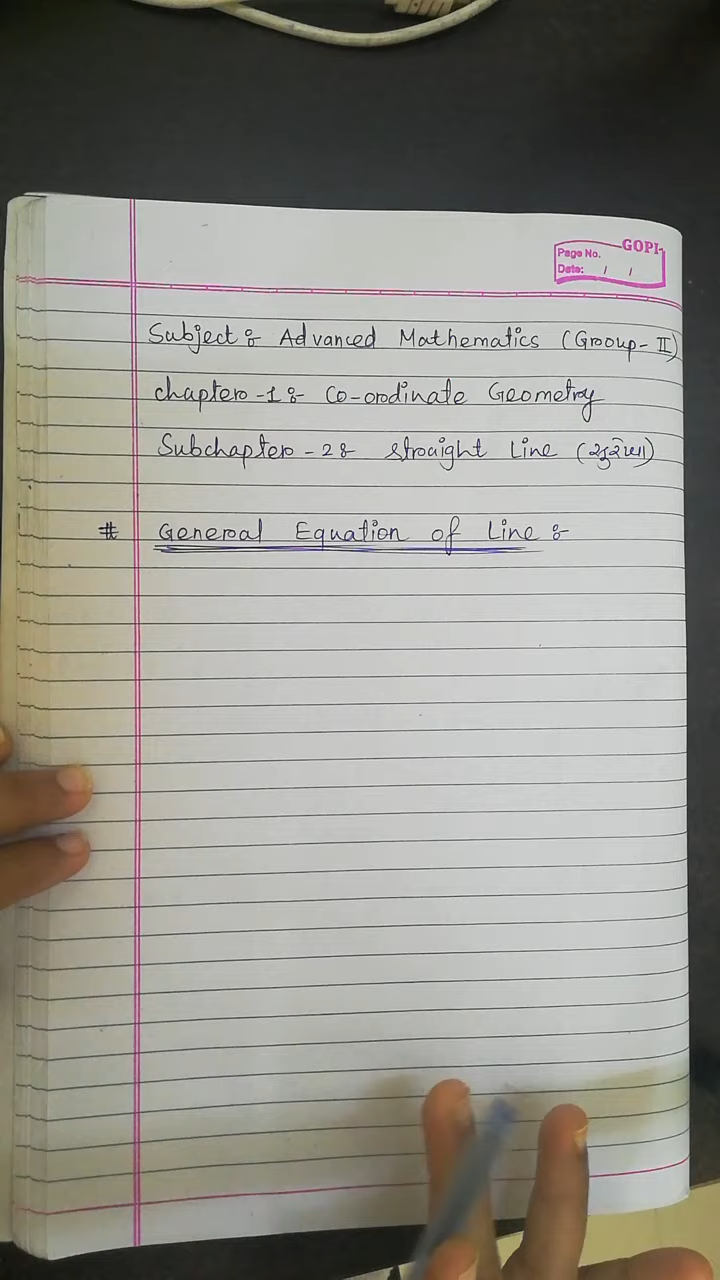 GOPI
Page No.
Date: / /
Subject : Advanced Mathematics (Group-II)
Chapter-1 : Co-ordinate Geometry
Subchapter-2 : Straight Line (સુરેખા)
# General Equation of Line :